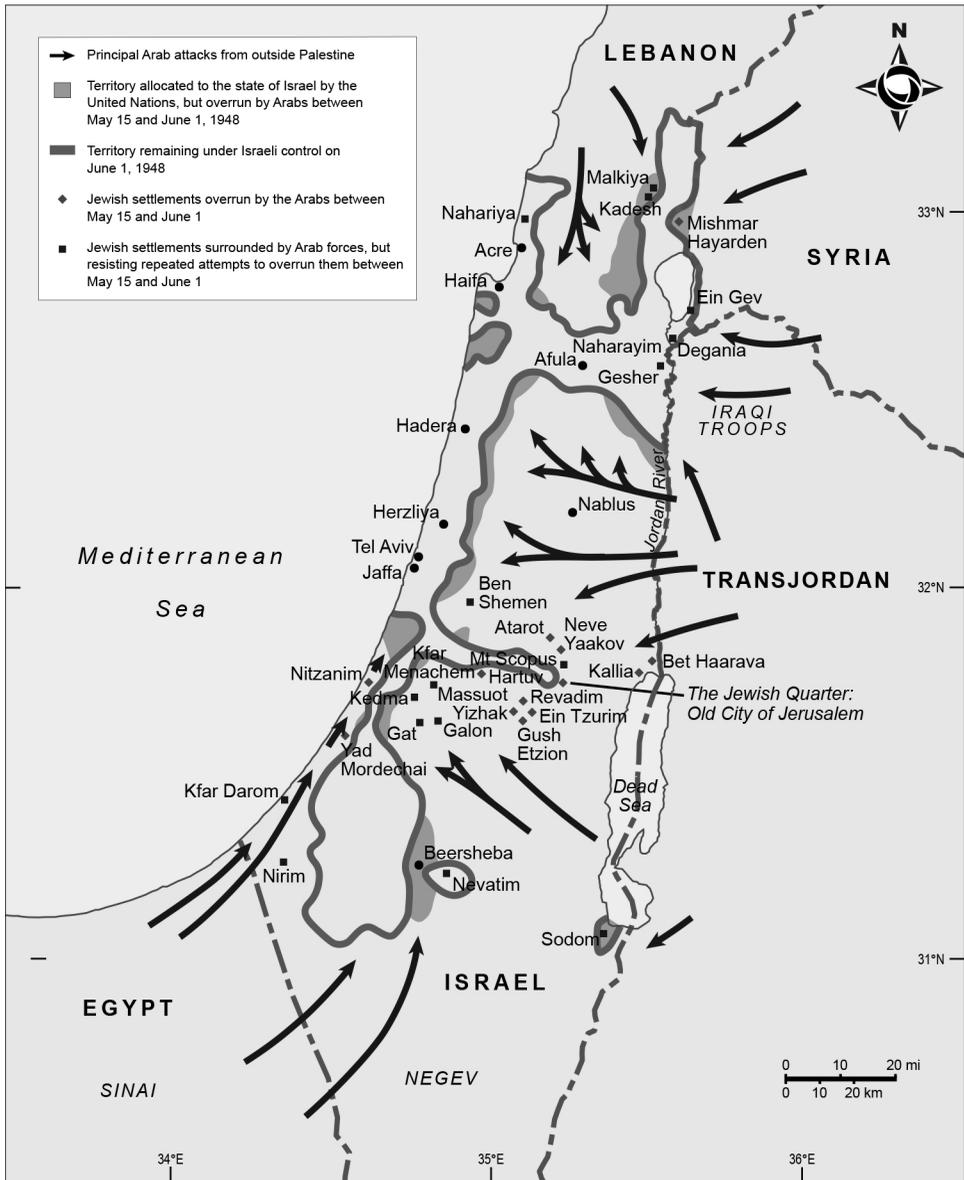 Principal Arab attacks from outside Palestine
Territory allocated to the state of Israel by the
United Nations, but overrun by Arabs between
May 15 and June 1, 1948
Territory remaining under Israeli control on
June 1, 1948
Jewish settlements overrun by the Arabs between
May 15 and June 1
Jewish settlements surrounded by Arab forces, but
resisting repeated attempts to overrun them between
May 15 and June 1
LEBANON
N
Malkiya
Kadesh
Nahariya
Mishmar
Hayarden
33°N
Acre
SYRIA
Haifa
Ein Gev
Naharayim
Degania
Afula
Gesher
IRAQI
TROOPS
Hadera
Jordan River
Nablus
Herzliya
Tel Aviv
Jaffa
Mediterranean
Sea
TRANSJORDAN
32°N
Ben
Shemen
Atarot
Neve
Yaakov
Kfar
Menachem
Mt Scopus
Hartuv
Kallia
Bet Haarava
Nitzanim
Kedma
Massuot
Yizhak
Revadim
Ein Tzurim
The Jewish Quarter:
Old City of Jerusalem
Gat
Galon
Gush
Etzion
Yad
Mordechai
Kfar Darom
Dead
Sea
Beersheba
Nirim
Nevatim
Sodom
31°N
ISRAEL
EGYPT
SINAI
NEGEV
0 10 20 mi
0 10 20 km
34°E
35°E
36°E